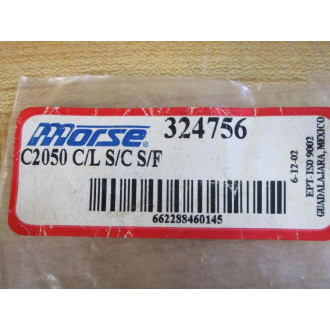 Morse® 324756
C2050 C/L S/C S/F
662288460145
6-12-02
EPT-ISO 9002
GUADALAJARA, MEXICO